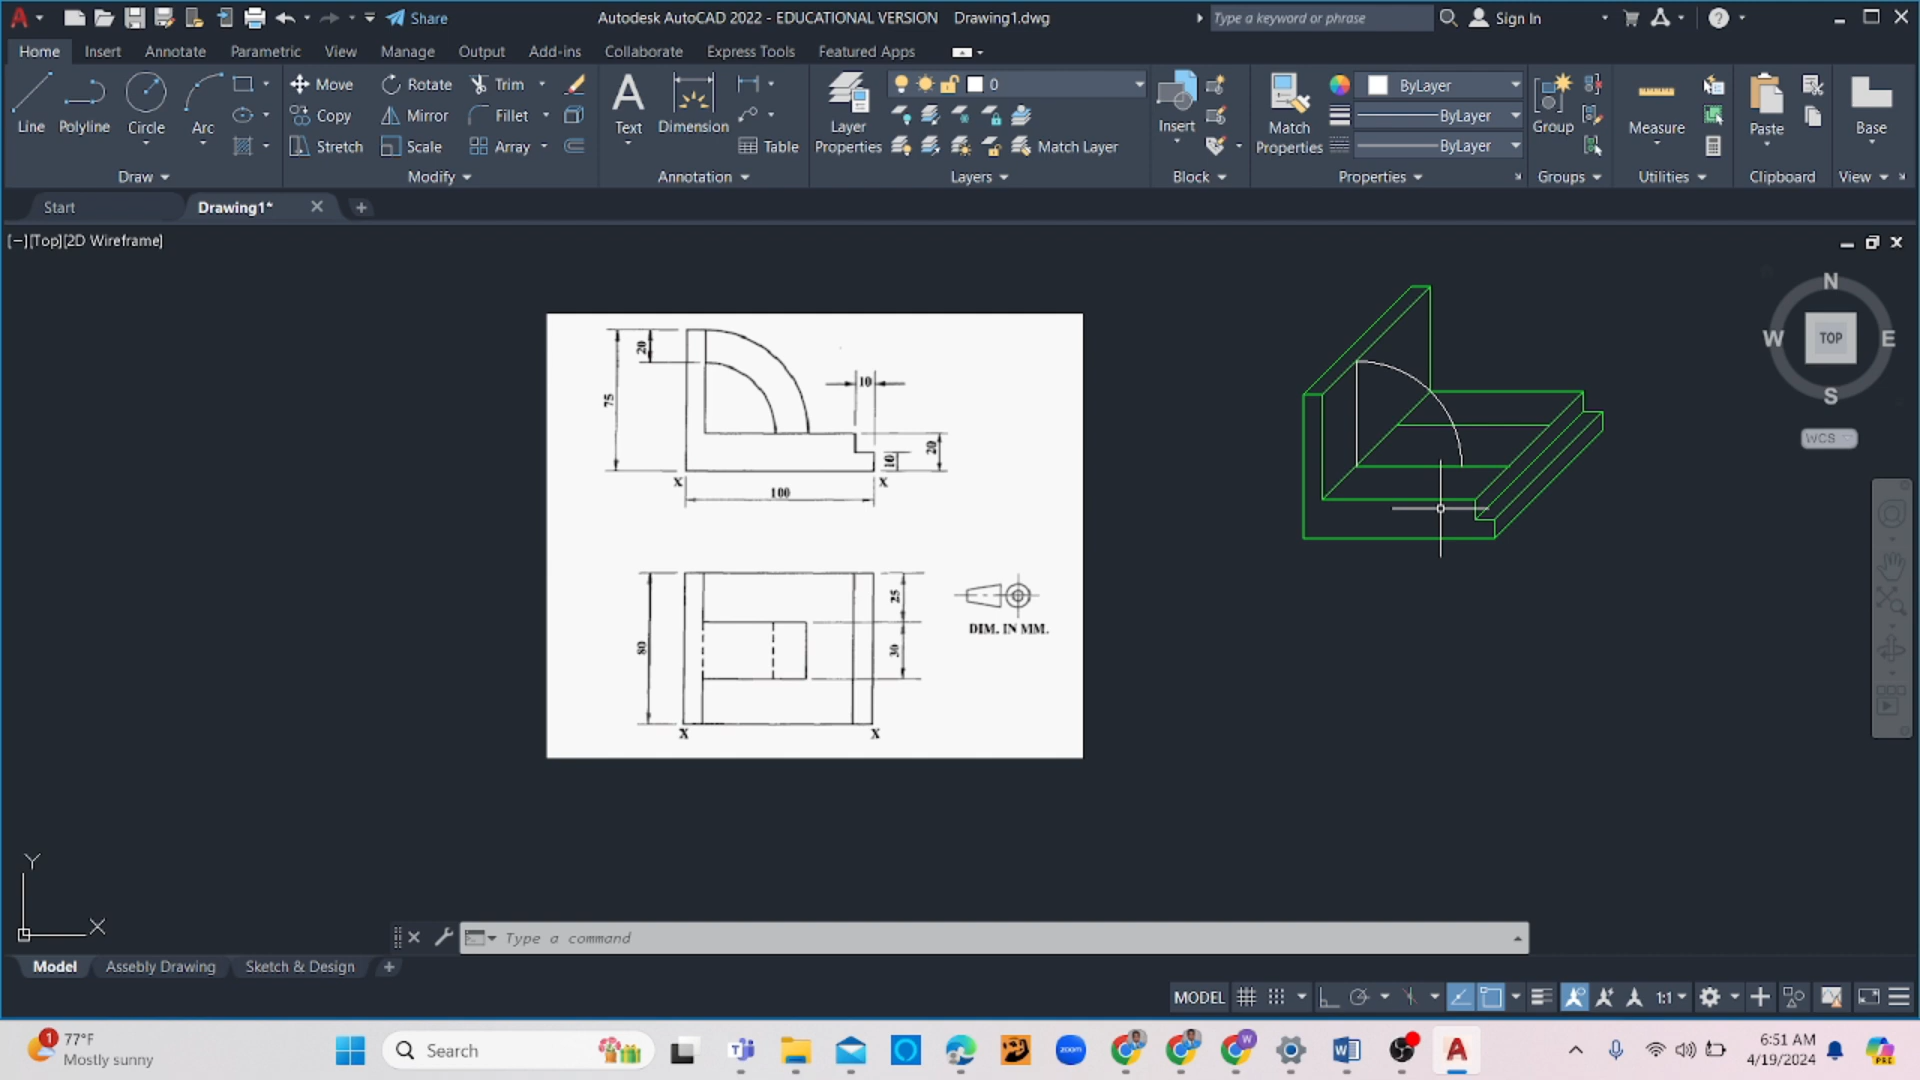 Share
Autodesk AutoCAD 2022 - EDUCATIONAL VERSION Drawing1.dwg
Type a keyword or phrase
Sign In
Home Insert Annotate Parametric View Manage Output Add-ins Collaborate Express Tools Featured Apps
Line Polyline Circle Arc
Move Rotate Trim
Copy Mirror Fillet
Stretch Scale Array
Text Dimension Table
Layer Properties
0
Match Layer
Insert
Match Properties
ByLayer
ByLayer
ByLayer
Group Measure Paste Base
Draw Modify Annotation Layers Block Properties Groups Utilities Clipboard View
Start Drawing1*
[−][Top][2D Wireframe]
N
W TOP E
S
WCS
20
75
10
20
10
X X
100
25
80
30
DIM. IN MM.
X X
Y
X
Type a command
Model Assebly Drawing Sketch & Design
MODEL 1:1
1
77°F
Mostly sunny
Search
zoom
W
6:51 AM
4/19/2024
PRE